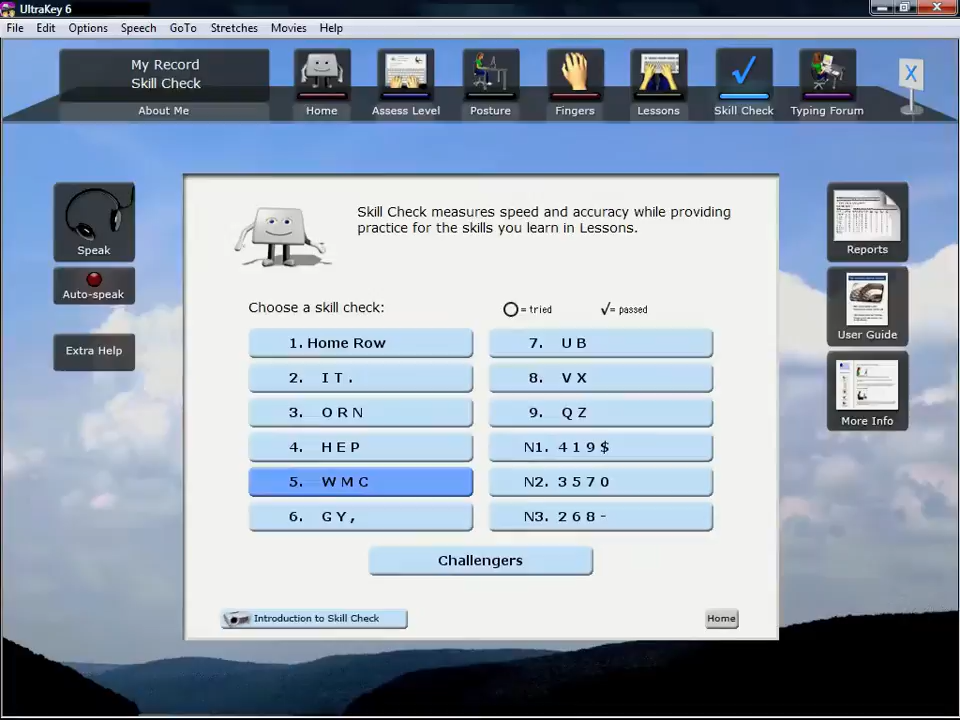 UltraKey 6
File Edit Options Speech GoTo Stretches Movies Help
My Record
Skill Check
About Me
Home
Assess Level
Posture
Fingers
Lessons
Skill Check
Typing Forum
X
Speak
Auto-speak
Extra Help
Skill Check measures speed and accuracy while providing
practice for the skills you learn in Lessons.
Choose a skill check:
= tried
√= passed
1. Home Row
2. I T .
3. O R N
4. H E P
5. W M C
6. G Y ,
7. U B
8. V X
9. Q Z
N1. 4 1 9 $
N2. 3 5 7 0
N3. 2 6 8 -
Challengers
Introduction to Skill Check
Home
Reports
User Guide
More Info